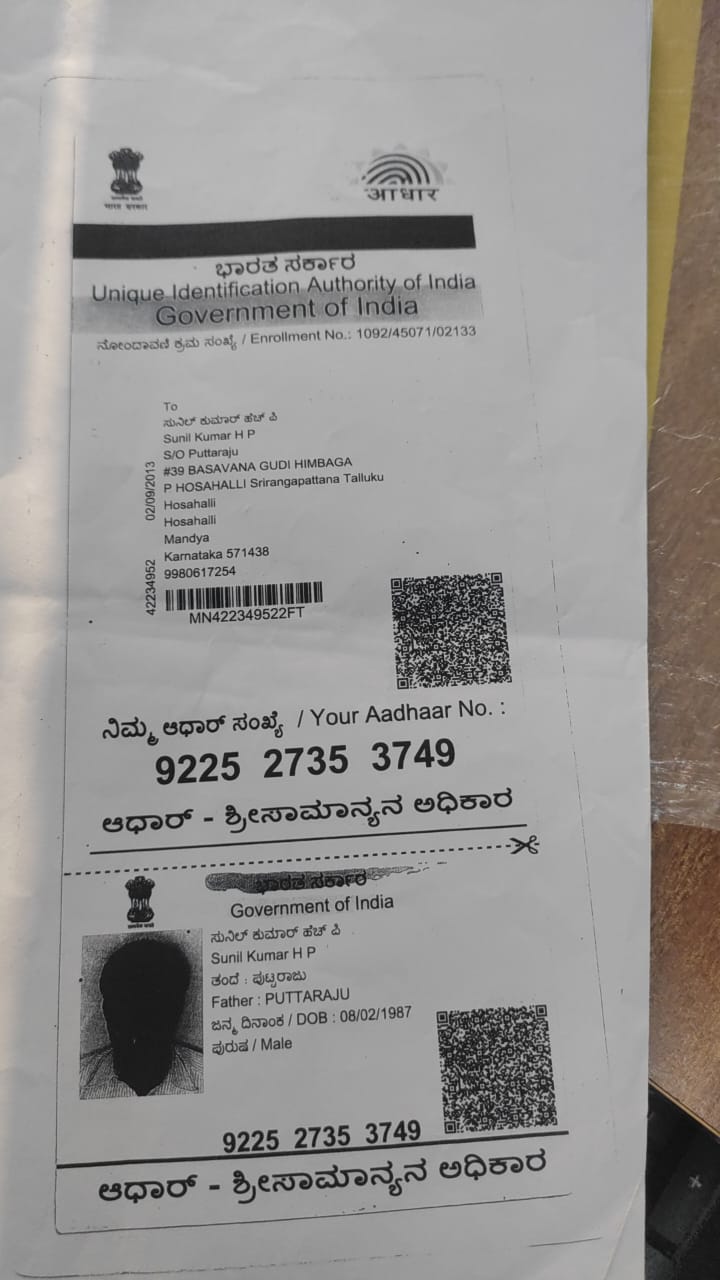 आधार
ಭಾರತ ಸರ್ಕಾರ
Unique Identification Authority of India
Government of India
ನೋಂದಾವಣಿ ಕ್ರಮ ಸಂಖ್ಯೆ / Enrollment No.: 1092/45071/02133
To
ಸುನಿಲ್ ಕುಮಾರ್ ಹೆಚ್ ಪಿ
Sunil Kumar H P
S/O Puttaraju
#39 BASAVANA GUDI HIMBAGA
P HOSAHALLI Srirangapattana Talluku
Hosahalli
Hosahalli
Mandya
Karnataka 571438
9980617254
02/09/2013
42234952
MN422349522FT
ನಿಮ್ಮ ಆಧಾರ್ ಸಂಖ್ಯೆ / Your Aadhaar No. :
9225 2735 3749
ಆಧಾರ್ - ಶ್ರೀಸಾಮಾನ್ಯನ ಅಧಿಕಾರ
ಭಾರತ ಸರ್ಕಾರ
Government of India
ಸುನಿಲ್ ಕುಮಾರ್ ಹೆಚ್ ಪಿ
Sunil Kumar H P
ತಂದೆ : ಪುಟ್ಟರಾಜು
Father : PUTTARAJU
ಜನ್ಮ ದಿನಾಂಕ / DOB : 08/02/1987
ಪುರುಷ / Male
9225 2735 3749
ಆಧಾರ್ - ಶ್ರೀಸಾಮಾನ್ಯನ ಅಧಿಕಾರ